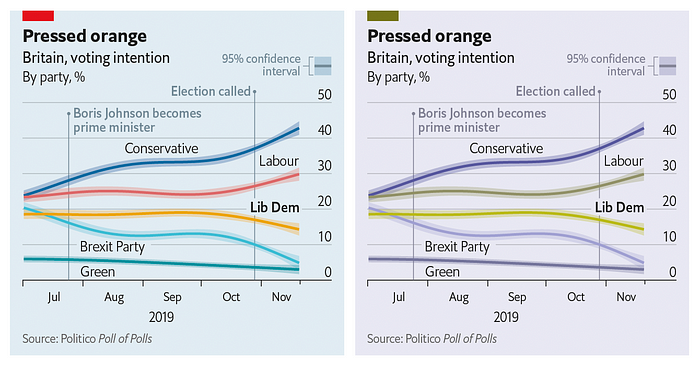 Pressed orange
Britain, voting intention
By party, %
95% confidence
interval
Election called
50
Boris Johnson becomes
prime minister
40
Conservative
Labour
30
Lib Dem
20
Brexit Party
10
Green
0
Jul Aug Sep Oct Nov
2019
Source: Politico Poll of Polls
Pressed orange
Britain, voting intention
By party, %
95% confidence
interval
Election called
50
Boris Johnson becomes
prime minister
40
Conservative
Labour
30
Lib Dem
20
Brexit Party
10
Green
0
Jul Aug Sep Oct Nov
2019
Source: Politico Poll of Polls